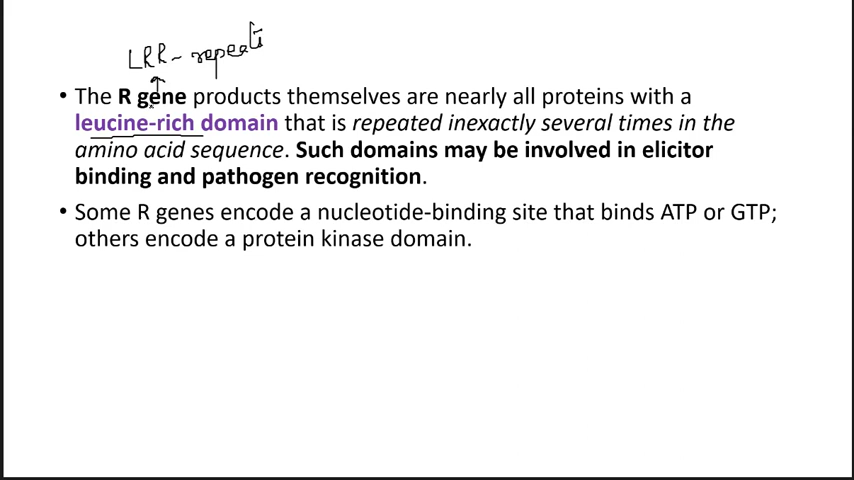 LRR - repeats
• The R gene products themselves are nearly all proteins with a
leucine-rich domain that is repeated inexactly several times in the
amino acid sequence. Such domains may be involved in elicitor
binding and pathogen recognition.
• Some R genes encode a nucleotide-binding site that binds ATP or GTP;
others encode a protein kinase domain.